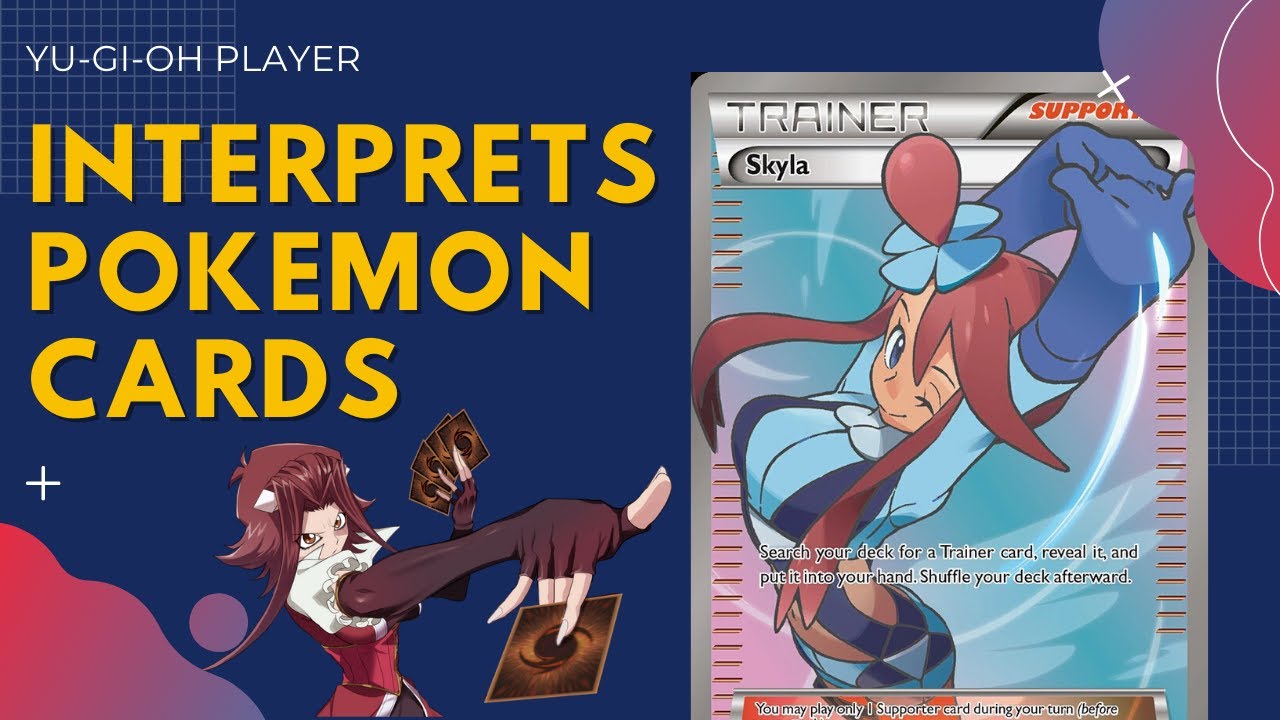 YU-GI-OH PLAYER
INTERPRETS
POKEMON
CARDS
TRAINER
SUPPORT
Skyla
Search your deck for a Trainer card, reveal it, and
put it into your hand. Shuffle your deck afterward.
You may play only 1 Supporter card during your turn (before